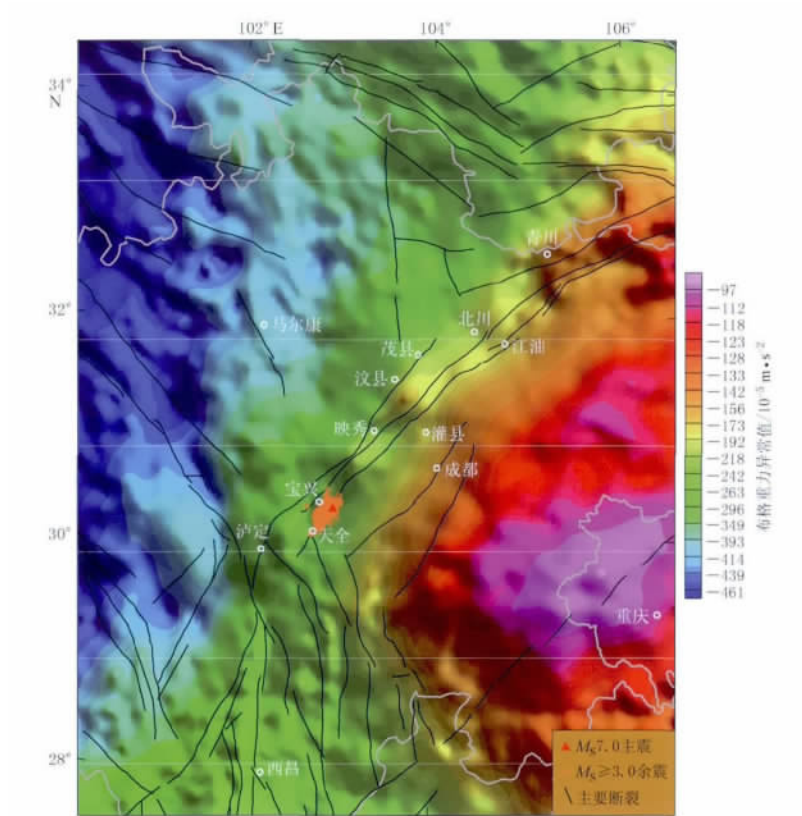 102°E 104° 106°
34°
N
青川
32°
北川
马尔康
江油
茂县
汶县
映秀
灌县
成都
宝兴
30°
泸定
天全
重庆
28°
西昌
Ms7.0主震
Ms≥3.0余震
主要断裂
-97
-112
-118
-123
-128
-133
-142
-156
-173
-192
-218
-242
-263
-296
-349
-393
-414
-439
-461
布格重力异常值/10⁻⁵ m•s⁻²